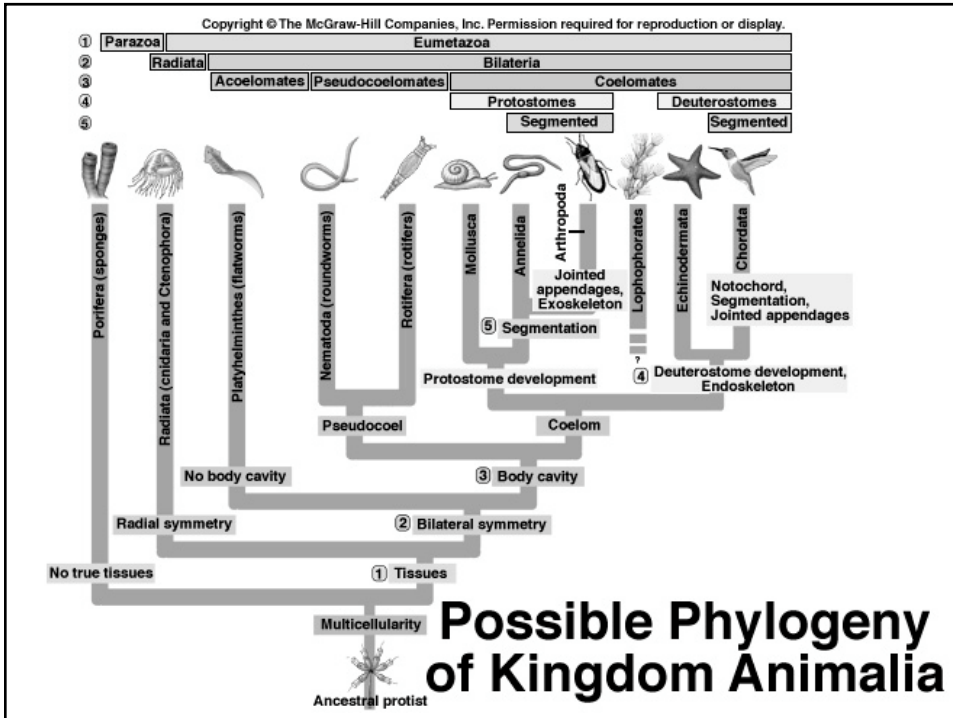 Copyright © The McGraw-Hill Companies, Inc. Permission required for reproduction or display.
1 Parazoa Eumetazoa
2 Radiata Bilateria
3 Acoelomates Pseudocoelomates Coelomates
4 Protostomes Deuterostomes
5 Segmented Segmented
Porifera (sponges)
Radiata (cnidaria and Ctenophora)
Platyhelminthes (flatworms)
Nematoda (roundworms)
Rotifera (rotifers)
Mollusca
Annelida
Arthropoda
Lophophorates
Echinodermata
Chordata
Jointed
appendages,
Exoskeleton
Notochord,
Segmentation,
Jointed appendages
5 Segmentation
?
Protostome development
4 Deuterostome development,
Endoskeleton
Pseudocoel
Coelom
No body cavity
3 Body cavity
Radial symmetry
2 Bilateral symmetry
No true tissues
1 Tissues
Multicellularity
Ancestral protist
Possible Phylogeny
of Kingdom Animalia